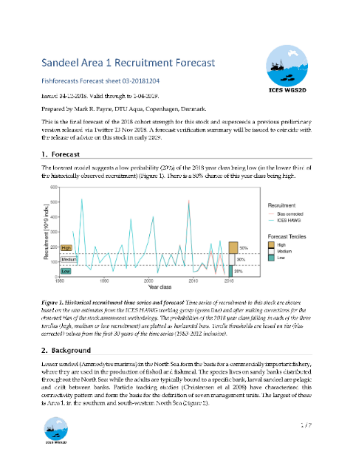 Sandeel Area 1 Recruitment Forecast
Fishforecasts Forecast sheet 03-20181204
ICES WGS2D
Issued: 14-12-2018. Valid through to 1-04-2019.
Prepared by Mark R. Payne, DTU Aqua, Copenhagen, Denmark.
This is the final forecast of the 2018 cohort strength for this stock and supersedes a previous preliminary
version released via Twitter 23 Nov 2018. A forecast verification summary will be issued to coincide with
the release of advice on this stock in early 2019.
1. Forecast
The forecast model suggests a low probability (20%) of the 2018 year class being low (in the lower third of
the historically observed recruitment) (Figure 1). There is a 50% chance of this year class being high.
Recruitment (10^9 indiv.)
High
Medium
Low
50%
30%
20%
1980
1990
2000
2010
Year class
Recruitment
Bias corrected
ICES HAWG
Forecast Terciles
High
Medium
Low
Figure 1. Historical recruitment time series and forecast Time series of recruitment to this stock are shown
based on the raw estimates from the ICES HAWG working group (green line) and after making corrections for the
observed bias of the stock assessment methodology. The probabilities of the 2018 year class falling in each of the three
terciles (high, medium or low recruitment) are plotted as horizontal bars. Tercile thresholds are based on the (bias
corrected) values from the first 30 years of the time series (1983-2012 inclusive).
2. Background
Lesser sandeel (Ammodytes marinus) in the North Sea form the basis for a commercially important fishery,
where they are used in the production of fishoil and fishmeal. The species lives on sandy banks distributed
throughout the North Sea while the adults are typically bound to a specific bank, larval sandeel are pelagic
and drift between banks. Particle tracking studies (Christensen et al 2008) have characterised this
connectivity pattern and form the basis for the definition of seven management units. The largest of these
is Area 1, in the southern and south-western North Sea (Figure 2).
ICES WGS2D
1 / 7